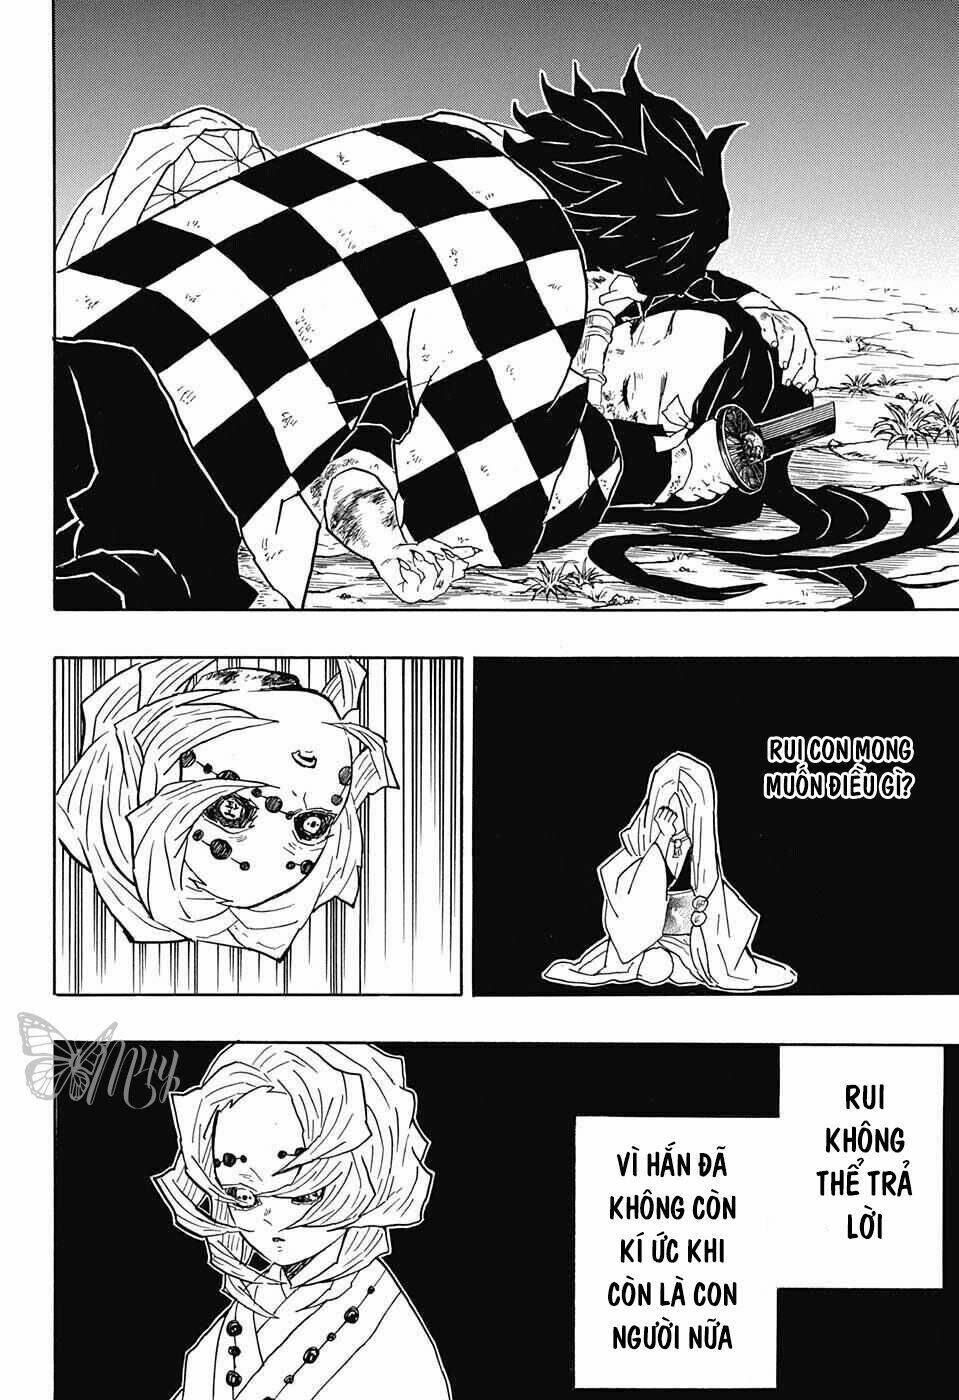 RUI CON MONG
MUỐN ĐIỀU GÌ?
RUI
KHÔNG
THỂ TRẢ
LỜI
VÌ HẮN ĐÃ
KHÔNG CÒN
KÍ ỨC KHI
CÒN LÀ CON
NGƯỜI NỮA